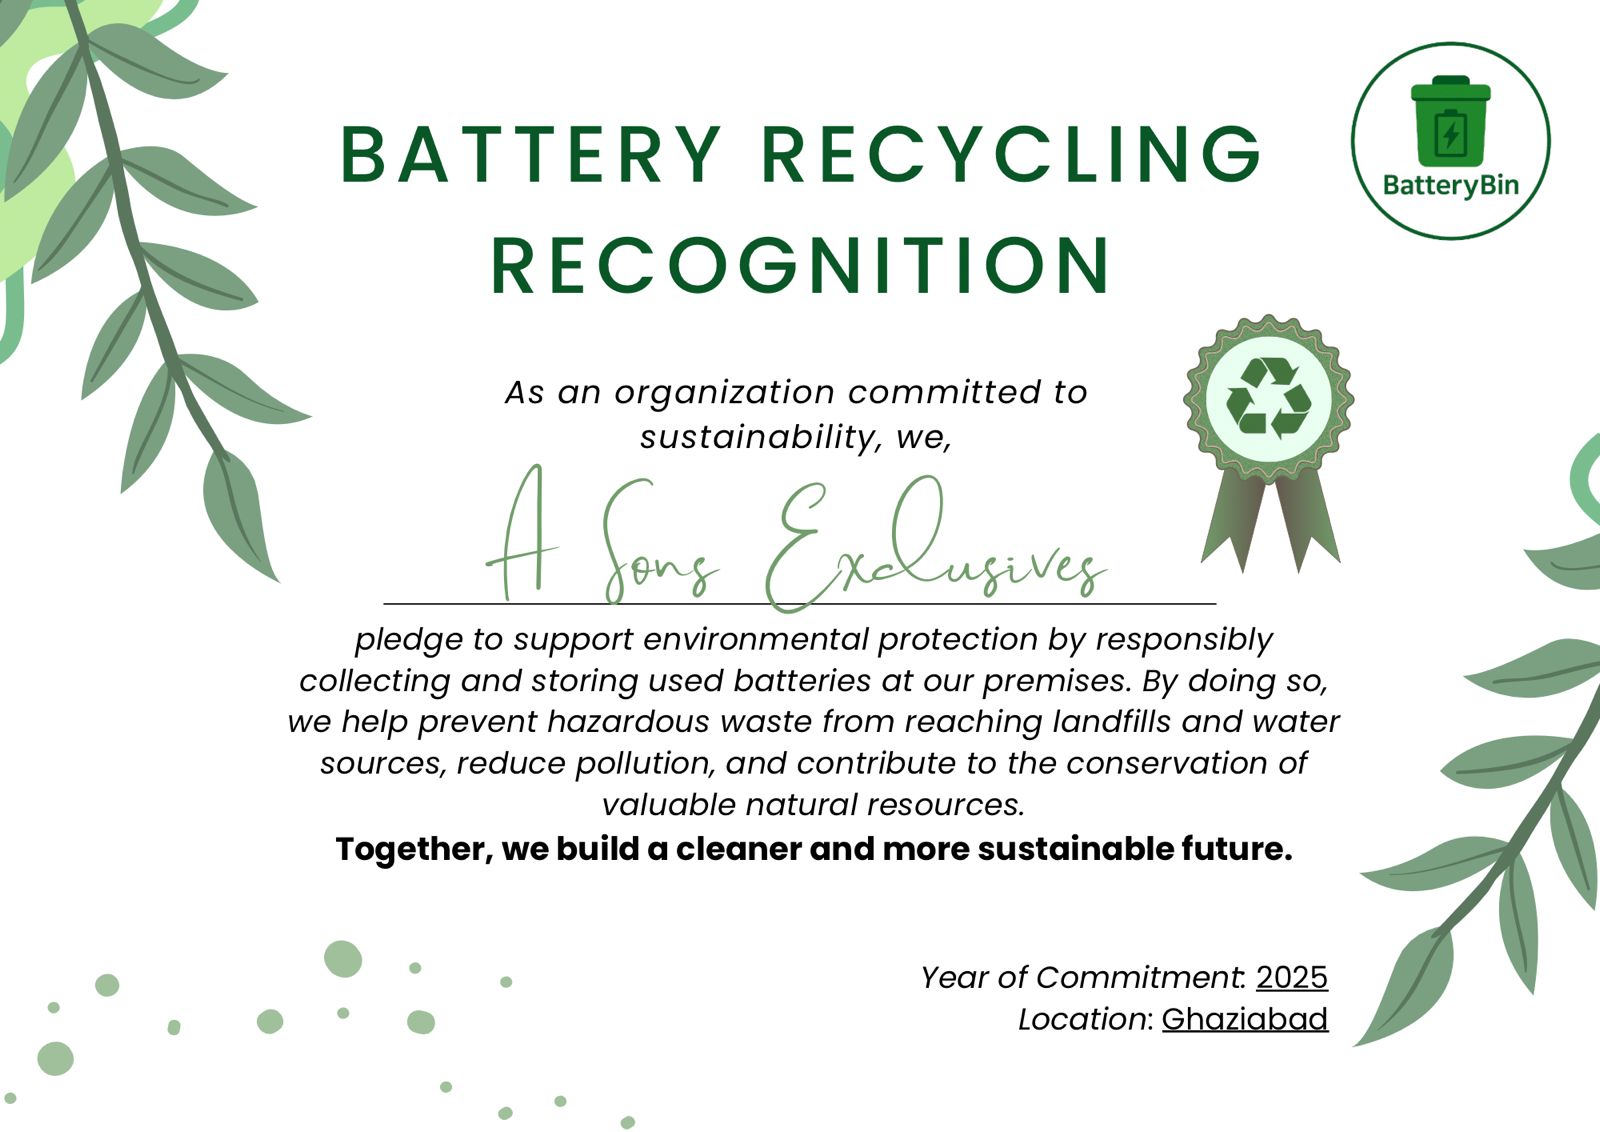 BATTERY RECYCLING
RECOGNITION
BatteryBin
As an organization committed to
sustainability, we,
A Sons Exclusives
pledge to support environmental protection by responsibly
collecting and storing used batteries at our premises. By doing so,
we help prevent hazardous waste from reaching landfills and water
sources, reduce pollution, and contribute to the conservation of
valuable natural resources.
Together, we build a cleaner and more sustainable future.
Year of Commitment: 2025
Location: Ghaziabad